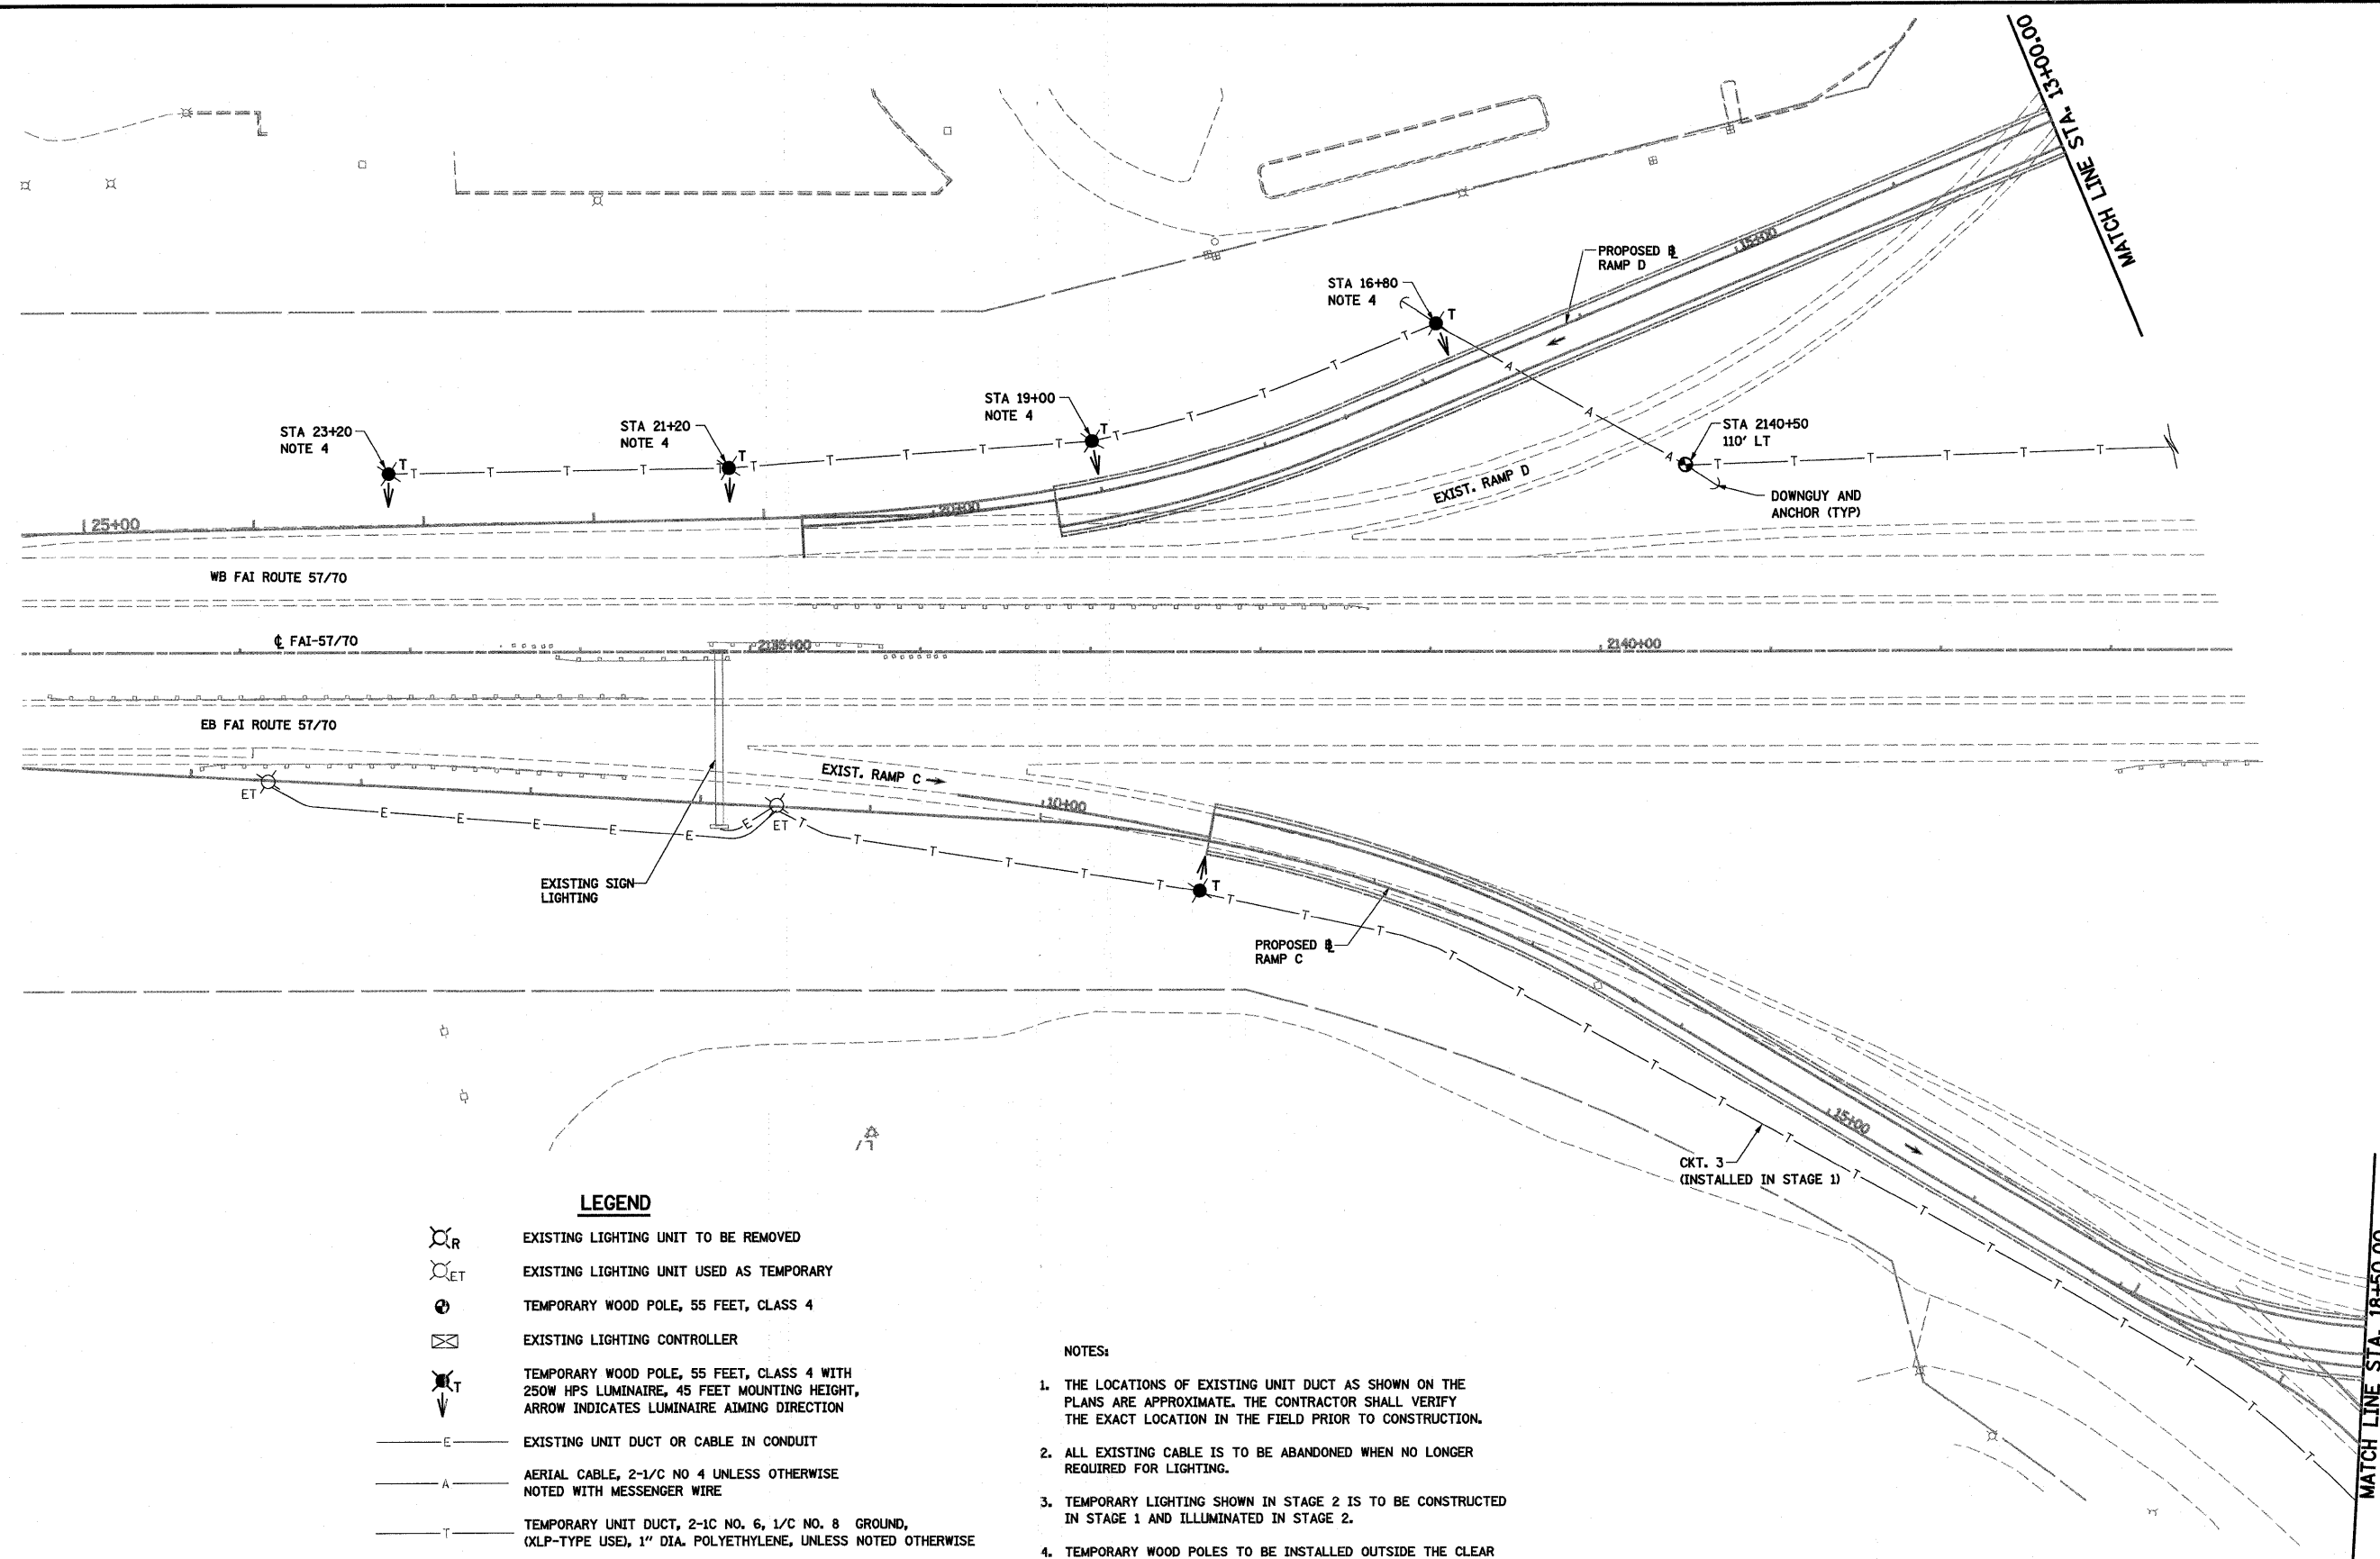 MATCH LINE STA. 13+00.00
15+00
PROPOSED ℄
RAMP D
STA 16+80
NOTE 4
T
A
STA 19+00
NOTE 4
T
STA 21+20
NOTE 4
T
STA 23+20
NOTE 4
T
STA 2140+50
110' LT
EXIST. RAMP D
DOWNGUY AND
ANCHOR (TYP)
25+00
20+00
WB FAI ROUTE 57/70
℄ FAI-57/70
2135+00
2140+00
EB FAI ROUTE 57/70
EXIST. RAMP C
10+00
ET
ET
E
T
EXISTING SIGN
LIGHTING
T
PROPOSED ℄
RAMP C
15+00
CKT. 3
(INSTALLED IN STAGE 1)
MATCH LINE STA. 18+50.00
LEGEND
R EXISTING LIGHTING UNIT TO BE REMOVED
ET EXISTING LIGHTING UNIT USED AS TEMPORARY
TEMPORARY WOOD POLE, 55 FEET, CLASS 4
EXISTING LIGHTING CONTROLLER
T TEMPORARY WOOD POLE, 55 FEET, CLASS 4 WITH
250W HPS LUMINAIRE, 45 FEET MOUNTING HEIGHT,
ARROW INDICATES LUMINAIRE AIMING DIRECTION
E EXISTING UNIT DUCT OR CABLE IN CONDUIT
A AERIAL CABLE, 2-1/C NO 4 UNLESS OTHERWISE
NOTED WITH MESSENGER WIRE
T TEMPORARY UNIT DUCT, 2-1C NO. 6, 1/C NO. 8 GROUND,
(XLP-TYPE USE), 1" DIA. POLYETHYLENE, UNLESS NOTED OTHERWISE
NOTES:
1. THE LOCATIONS OF EXISTING UNIT DUCT AS SHOWN ON THE
PLANS ARE APPROXIMATE. THE CONTRACTOR SHALL VERIFY
THE EXACT LOCATION IN THE FIELD PRIOR TO CONSTRUCTION.
2. ALL EXISTING CABLE IS TO BE ABANDONED WHEN NO LONGER
REQUIRED FOR LIGHTING.
3. TEMPORARY LIGHTING SHOWN IN STAGE 2 IS TO BE CONSTRUCTED
IN STAGE 1 AND ILLUMINATED IN STAGE 2.
4. TEMPORARY WOOD POLES TO BE INSTALLED OUTSIDE THE CLEAR